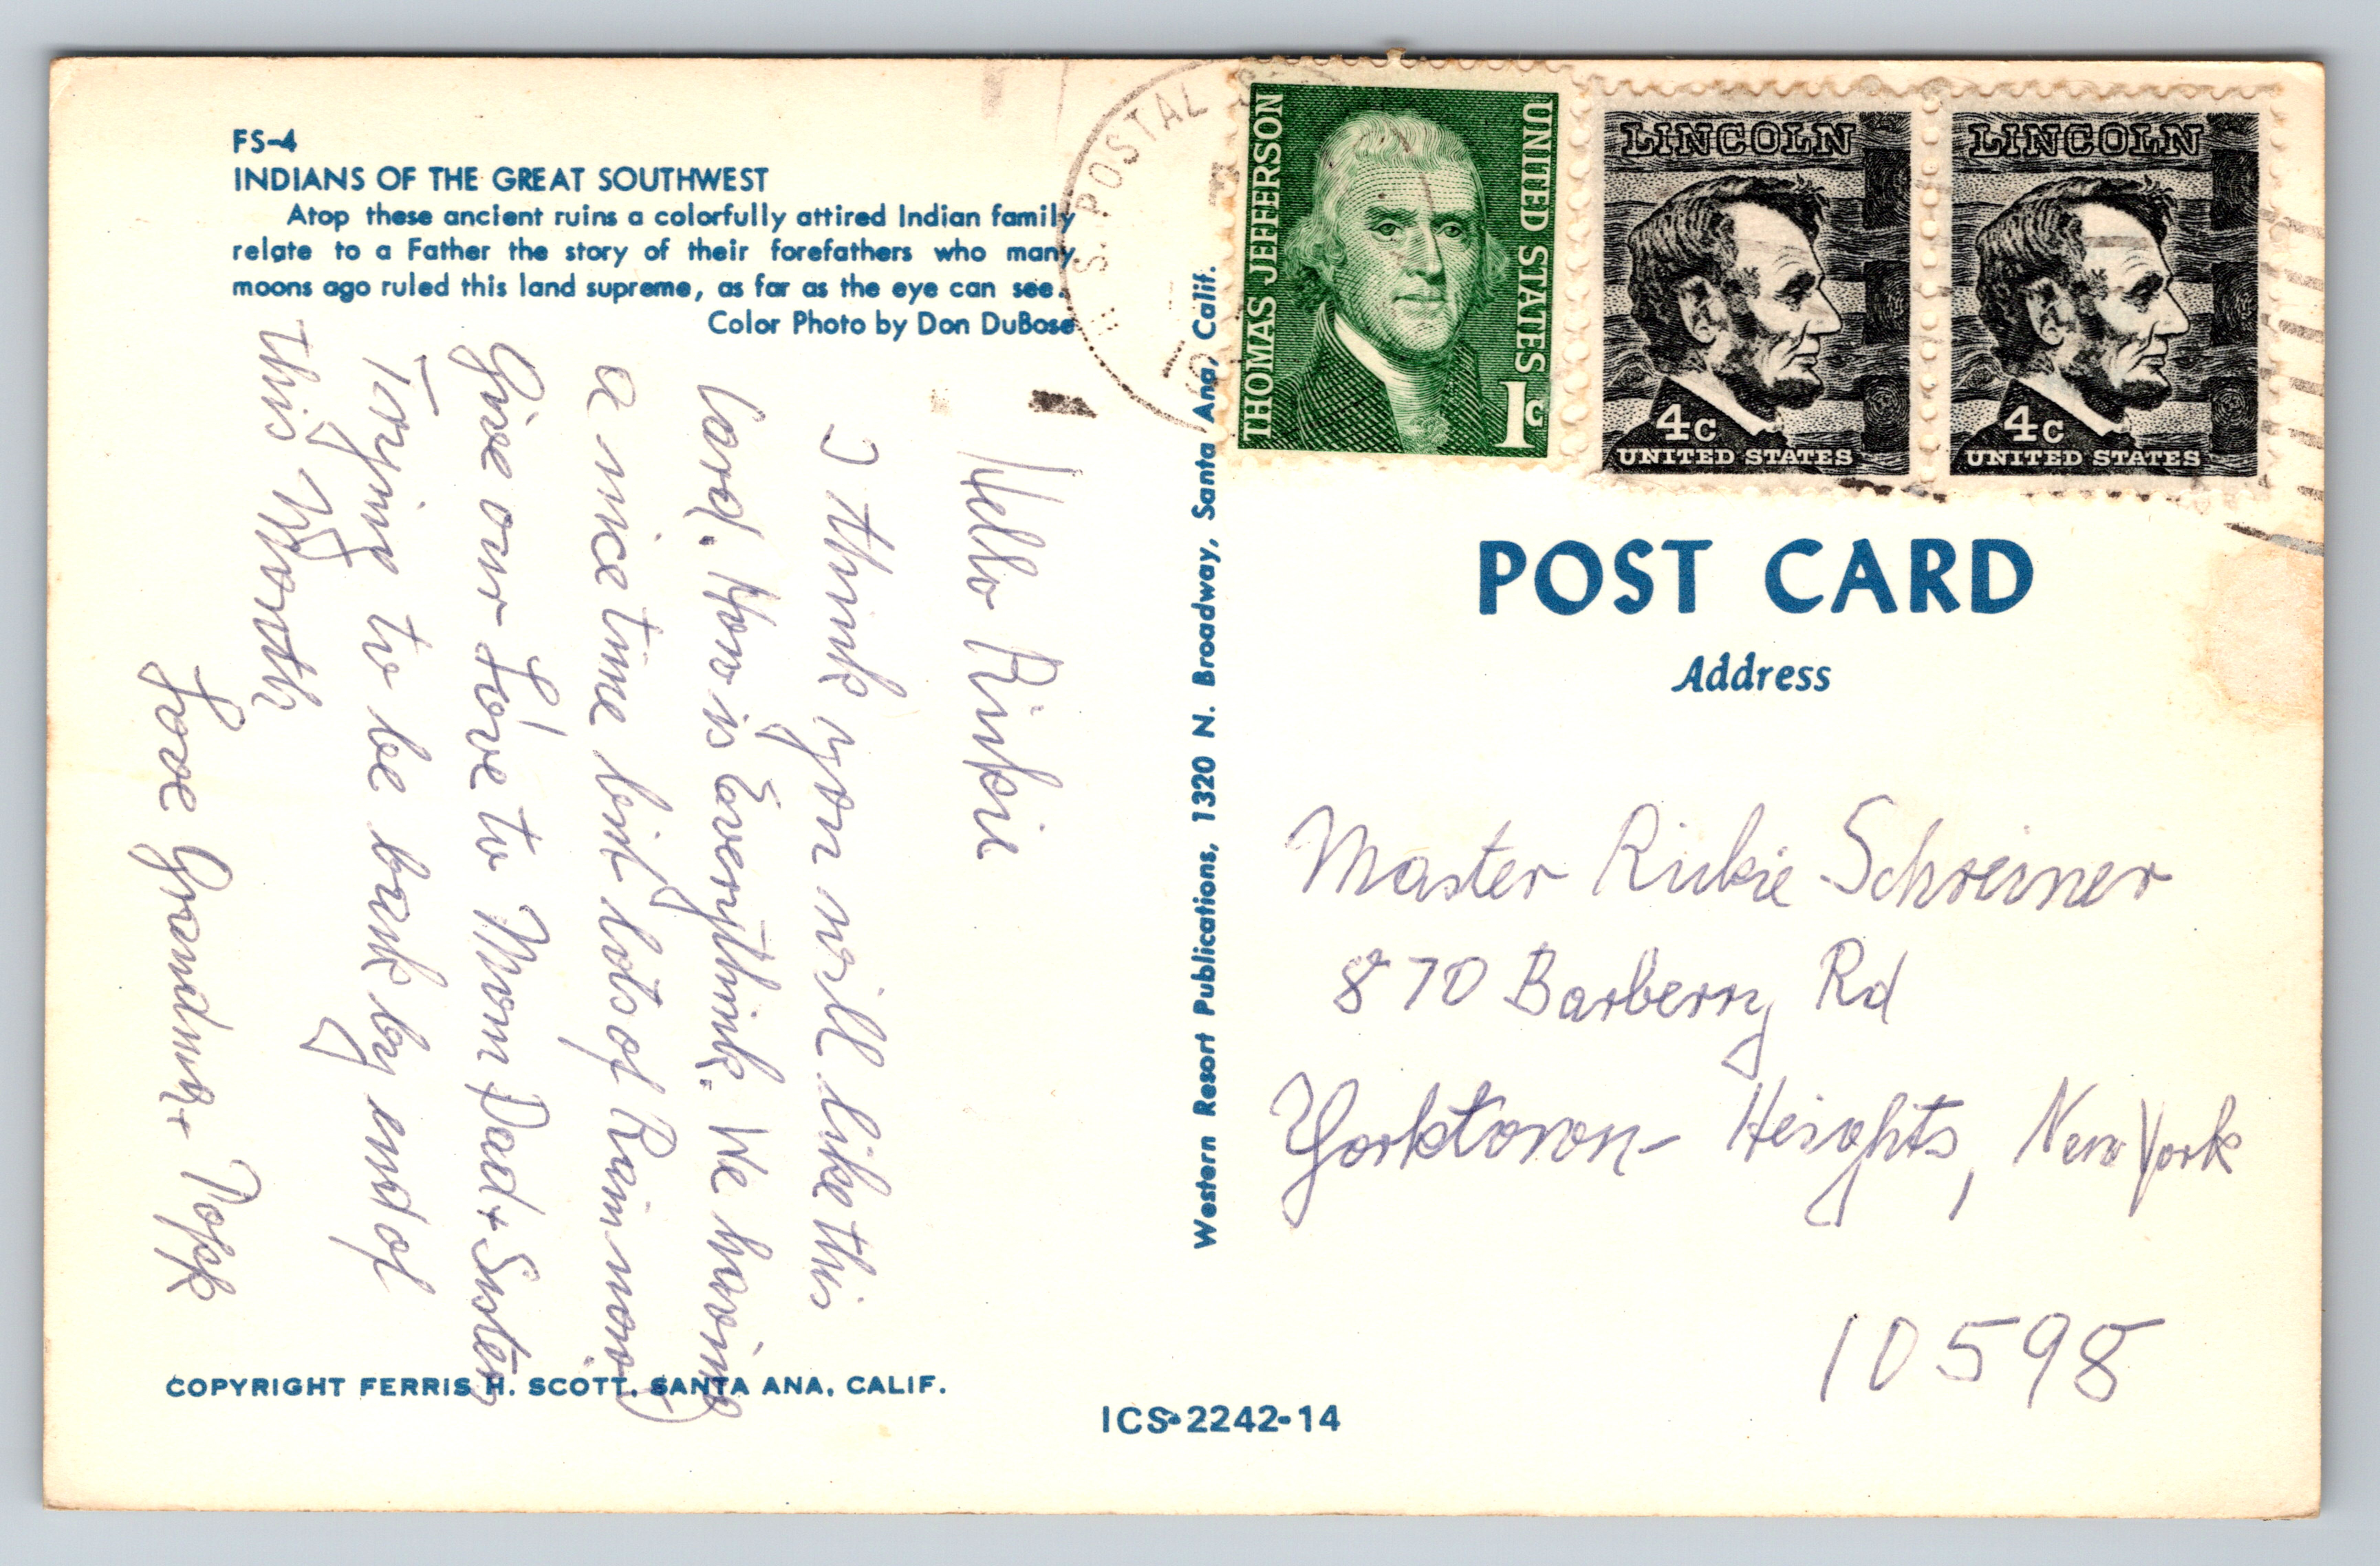 FS-4
INDIANS OF THE GREAT SOUTHWEST
Atop these ancient ruins a colorfully attired Indian family
relate to a Father the story of their forefathers who many
moons ago ruled this land supreme, as far as the eye can see.
Color Photo by Don DuBose
Hello Rickie
I think you will like this
Card. How is Everythink. We having
a nice time but lots of Rain now.
Give our Love to Mom Dad + Sister
Trying to be back by end of
this Month
Love Grandma + Popp
COPYRIGHT FERRIS H. SCOTT, SANTA ANA, CALIF.
Western Resort Publications, 1320 N. Broadway, Santa Ana, Calif.
ICS-2242-14
U.S. POSTAL
THOMAS JEFFERSON
UNITED STATES
1c
LINCOLN
4c
UNITED STATES
LINCOLN
4c
UNITED STATES
POST CARD
Address
Master Rickie Schreiner
870 Barberry Rd
Yorktown- Heights, New York
10598